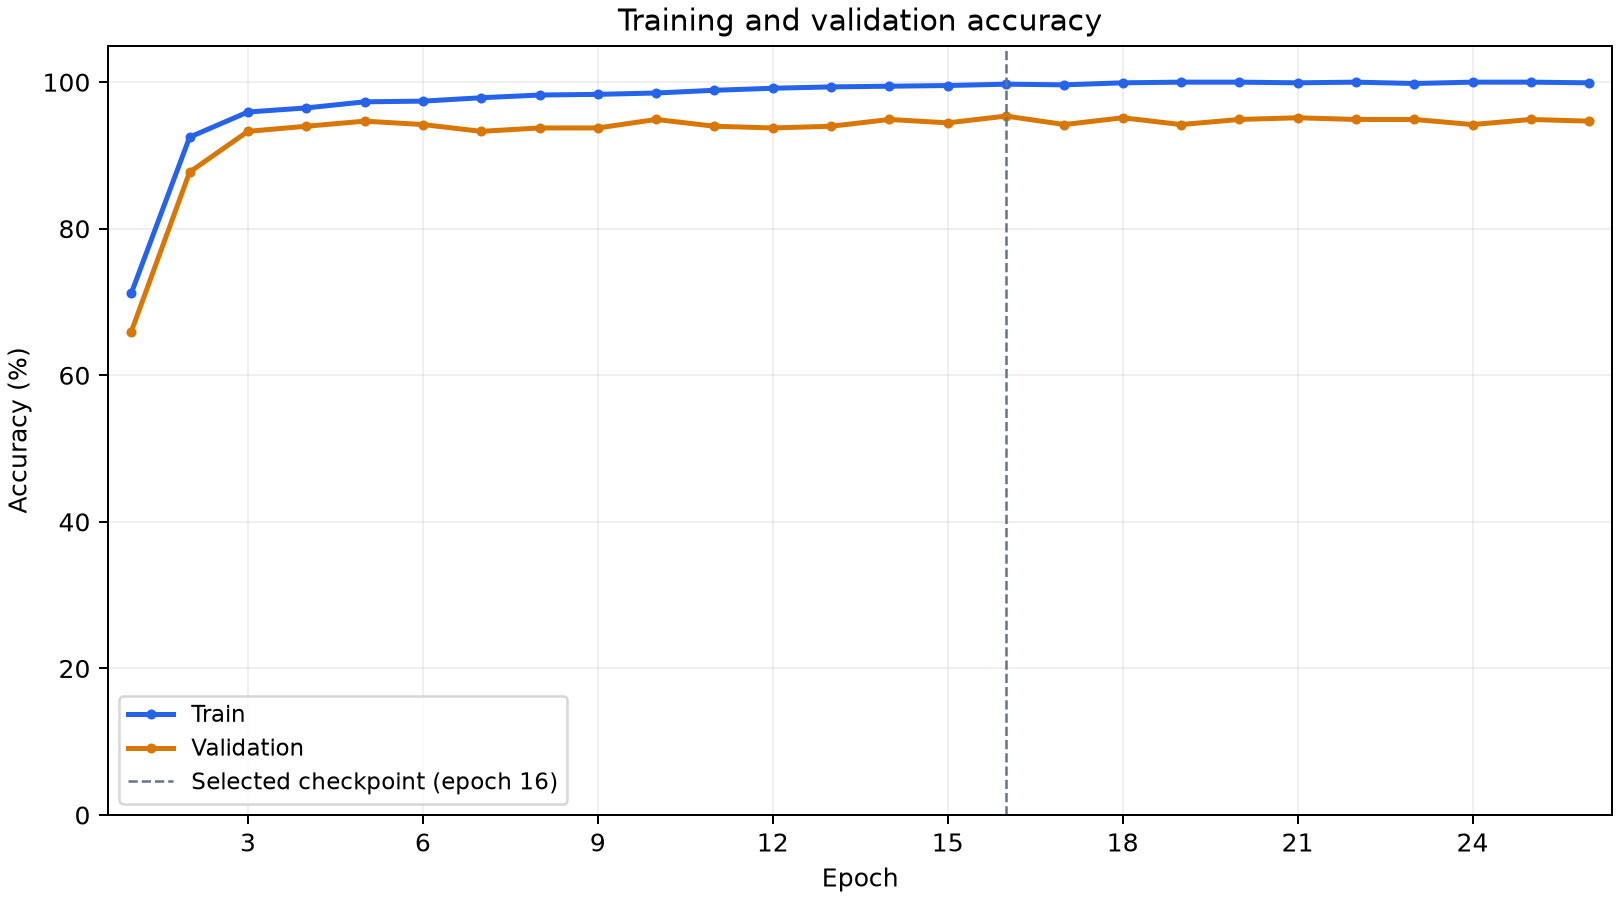 Training and validation accuracy
100
80
60
40
20
0
Accuracy (%)
Train
Validation
Selected checkpoint (epoch 16)
3 6 9 12 15 18 21 24
Epoch